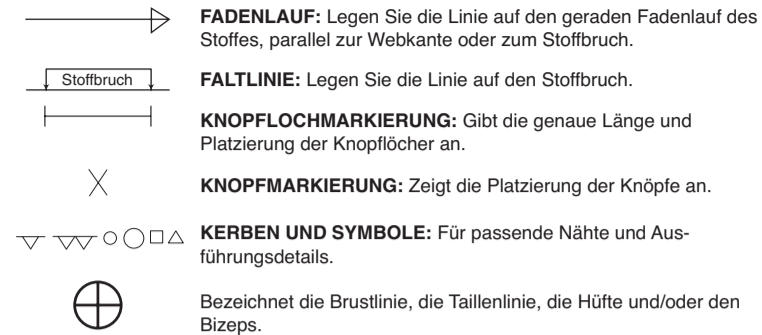 FADENLAUF: Legen Sie die Linie auf den geraden Fadenlauf des
Stoffes, parallel zur Webkante oder zum Stoffbruch.
Stoffbruch
FALTLINIE: Legen Sie die Linie auf den Stoffbruch.
KNOPFLOCHMARKIERUNG: Gibt die genaue Länge und
Platzierung der Knopflöcher an.
KNOPFMARKIERUNG: Zeigt die Platzierung der Knöpfe an.
KERBEN UND SYMBOLE: Für passende Nähte und Aus-
führungsdetails.
Bezeichnet die Brustlinie, die Taillenlinie, die Hüfte und/oder den
Bizeps.